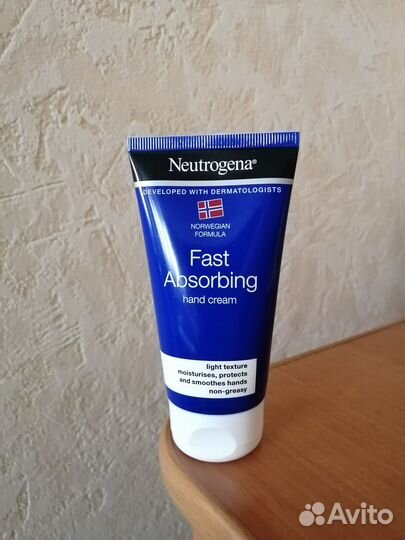 Neutrogena®
DEVELOPED WITH DERMATOLOGISTS
NORWEGIAN
FORMULA
Fast
Absorbing
hand cream
light texture
moisturises, protects
and smoothes hands
non-greasy
Avito